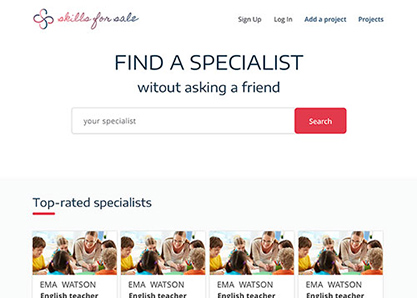 skills for sale
Sign Up Log In Add a project Projects
FIND A SPECIALIST
witout asking a friend
your specialist Search
Top-rated specialists
EMA WATSON EMA WATSON EMA WATSON EMA WATSON
English teacher English teacher English teacher English teacher